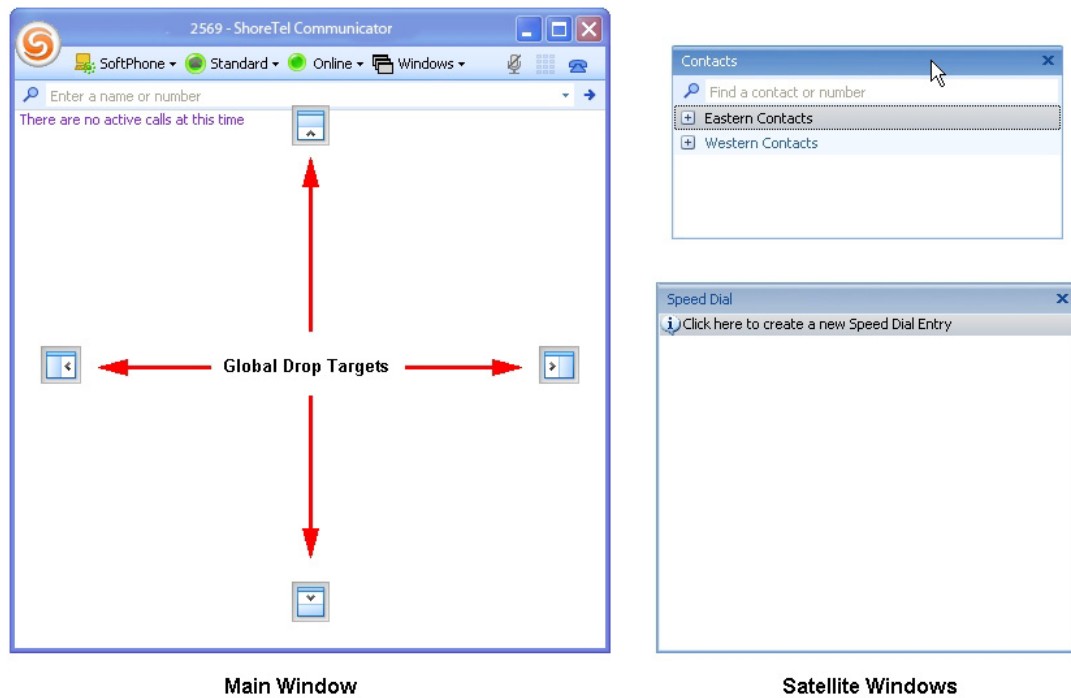 2569 - ShoreTel Communicator
SoftPhone Standard Online Windows
Enter a name or number
There are no active calls at this time
Global Drop Targets
Main Window
Contacts
Find a contact or number
Eastern Contacts
Western Contacts
Speed Dial
Click here to create a new Speed Dial Entry
Satellite Windows